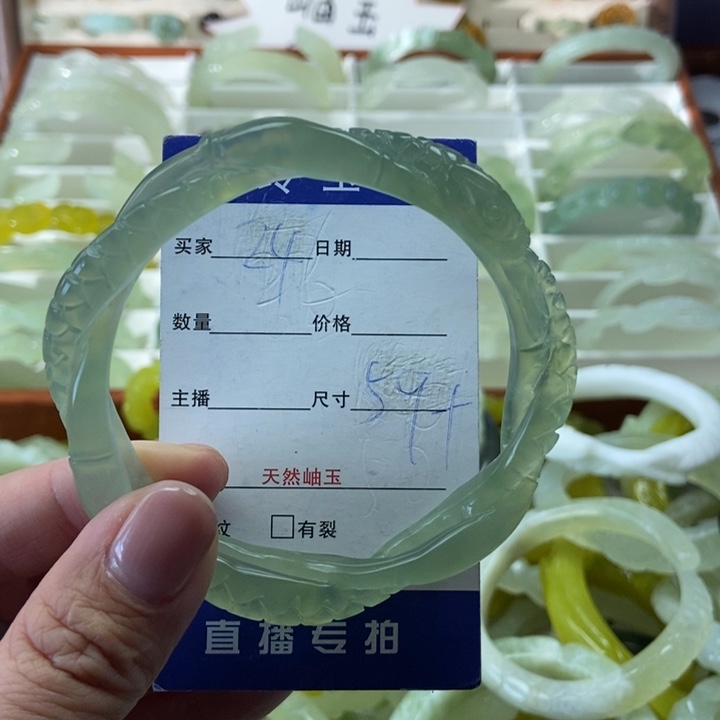 岫玉
买家 24 日期
数量 价格
主播 尺寸
天然岫玉
纹 □有裂
直播专拍